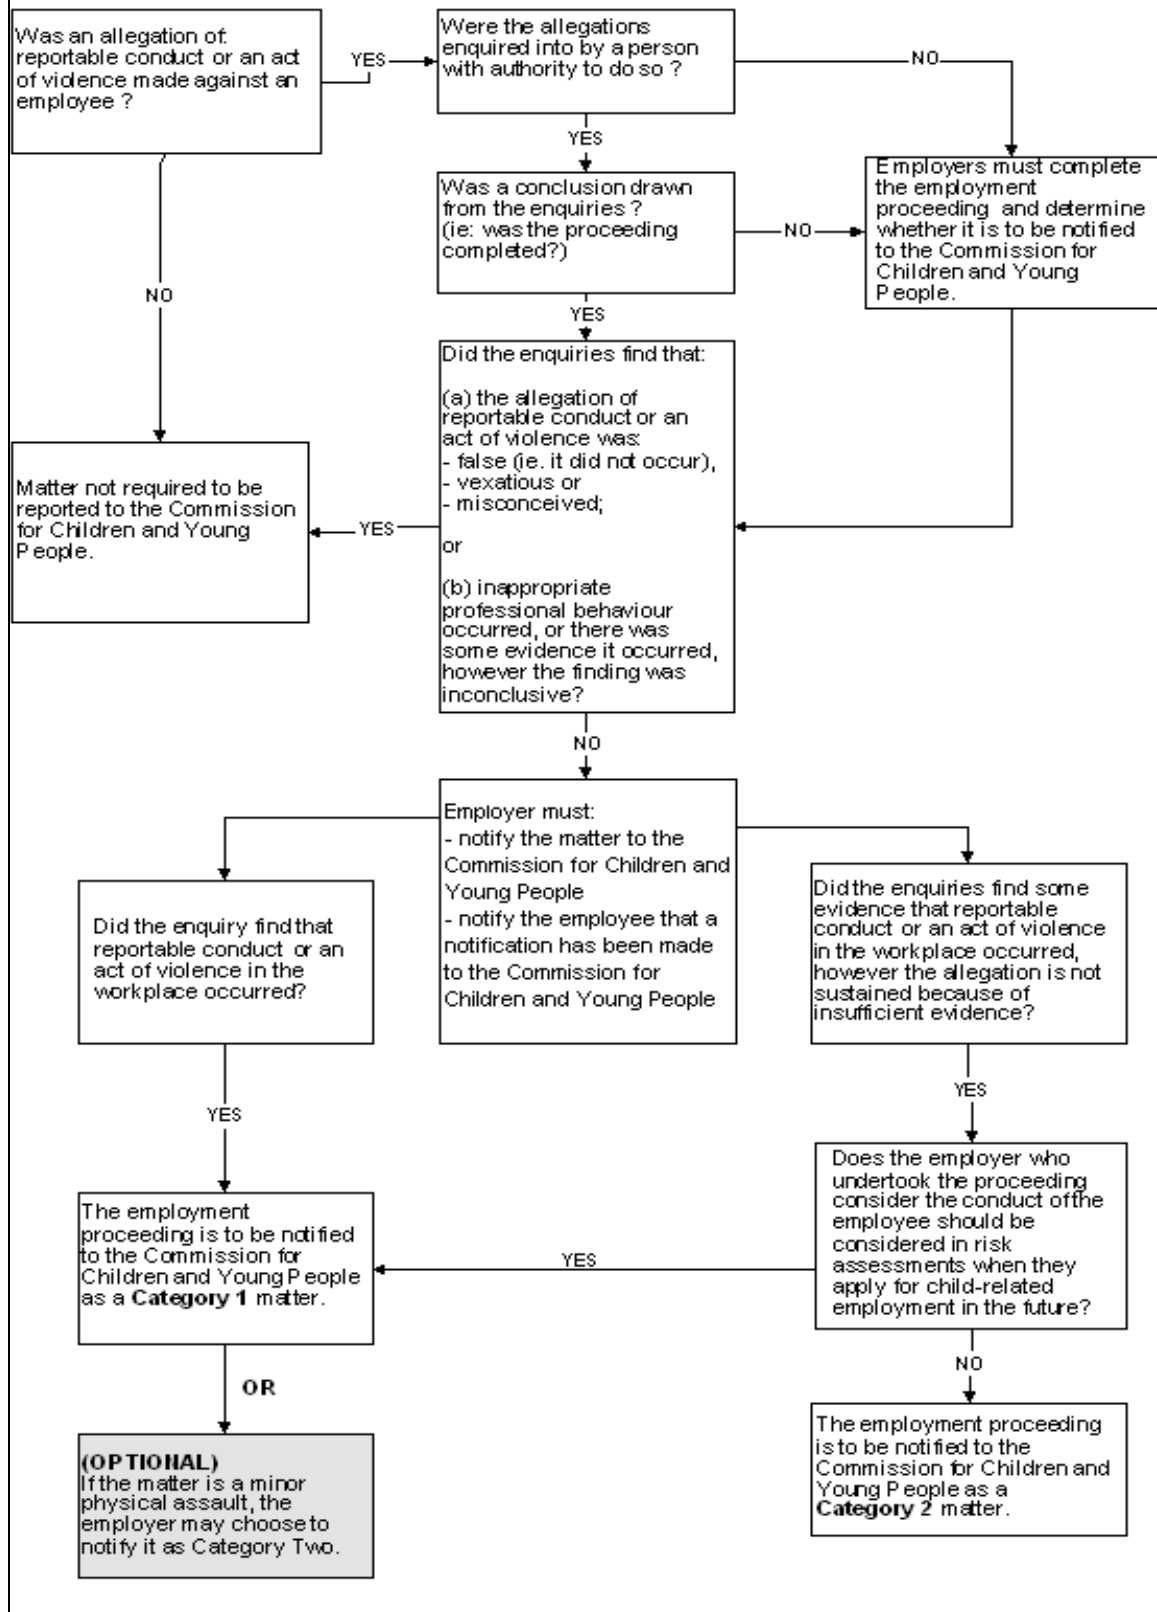 Was an allegation of
reportable conduct or an act
of violence made against an
employee ?
YES
Were the allegations
enquired into by a person
with authority to do so ?
NO
YES
Was a conclusion drawn
from the enquiries ?
(ie: was the proceeding
completed?)
NO
Employers must complete
the employment
proceeding and determine
whether it is to be notified
to the Commission for
Children and Young
People.
NO
YES
Did the enquiries find that:
(a) the allegation of
reportable conduct or an
act of violence was:
- false (ie. it did not occur),
- vexatious or
- misconceived;
or
(b) inappropriate
professional behaviour
occurred, or there was
some evidence it occurred,
however the finding was
inconclusive?
YES
Matter not required to be
reported to the Commission
for Children and Young
People.
NO
Employer must:
- notify the matter to the
Commission for Children and
Young People
- notify the employee that a
notification has been made
to the Commission for
Children and Young People
Did the enquiry find that
reportable conduct or an
act of violence in the
workplace occurred?
Did the enquiries find some
evidence that reportable
conduct or an act of violence
in the workplace occurred,
however the allegation is not
sustained because of
insufficient evidence?
YES
YES
The employment
proceeding is to be notified
to the Commission for
Children and Young People
as a Category 1 matter.
YES
Does the employer who
undertook the proceeding
consider the conduct of the
employee should be
considered in risk
assessments when they
apply for child-related
employment in the future?
OR
NO
(OPTIONAL)
If the matter is a minor
physical assault, the
employer may choose to
notify it as Category Two.
The employment proceeding
is to be notified to the
Commission for Children and
Young People as a
Category 2 matter.